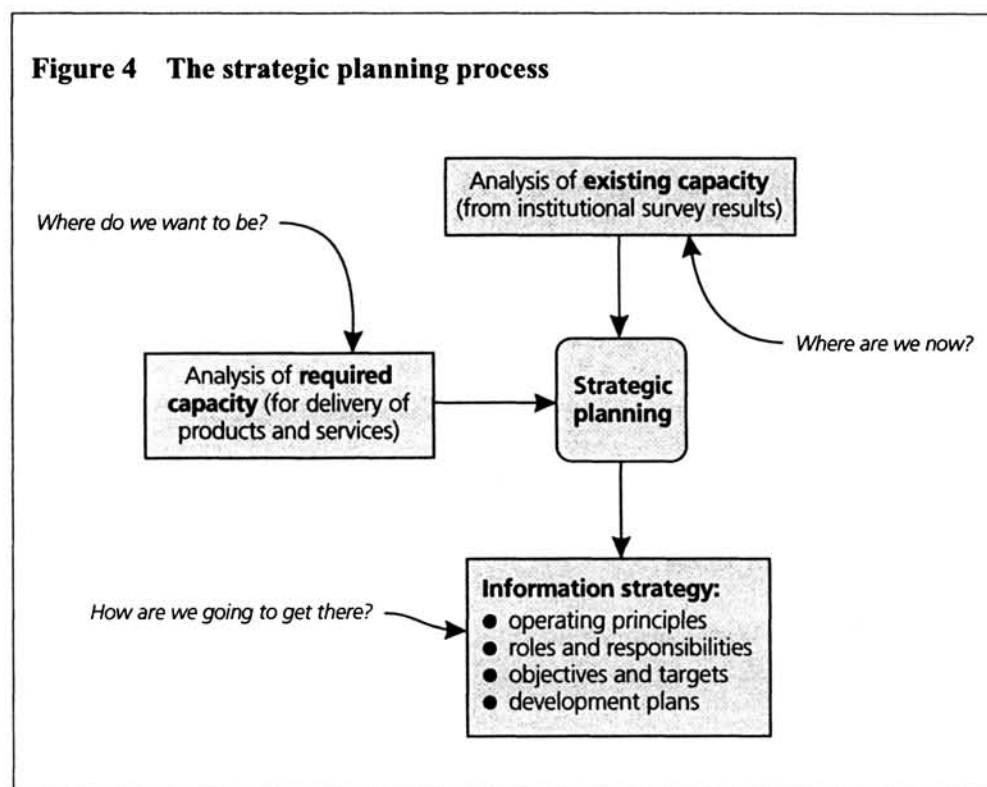 Figure 4 The strategic planning process
Analysis of existing capacity
(from institutional survey results)
Where do we want to be?
Where are we now?
Analysis of required
capacity (for delivery of
products and services)
Strategic
planning
Information strategy:
● operating principles
● roles and responsibilities
● objectives and targets
● development plans
How are we going to get there?